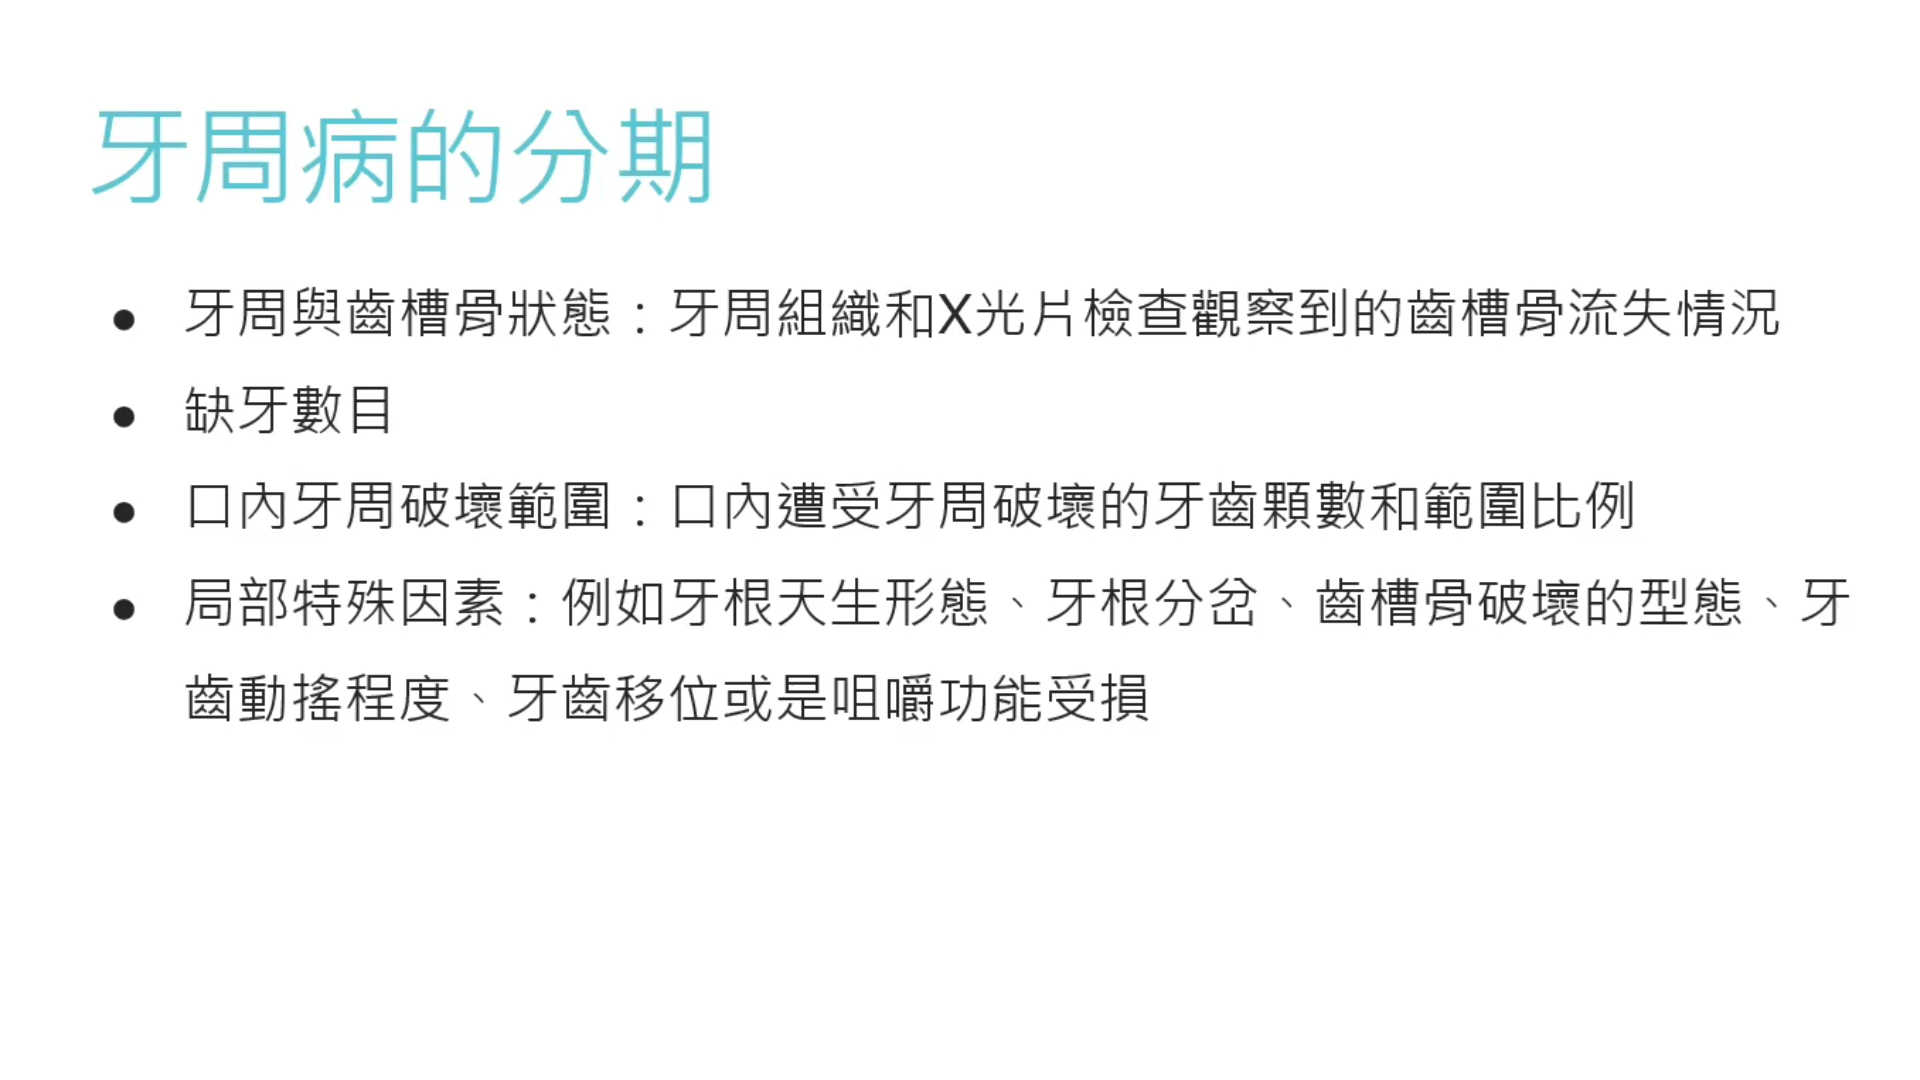 牙周病的分期
● 牙周與齒槽骨狀態：牙周組織和X光片檢查觀察到的齒槽骨流失情況
● 缺牙數目
● 口內牙周破壞範圍：口內遭受牙周破壞的牙齒顆數和範圍比例
● 局部特殊因素：例如牙根天生形態、牙根分岔、齒槽骨破壞的型態、牙
齒動搖程度、牙齒移位或是咀嚼功能受損